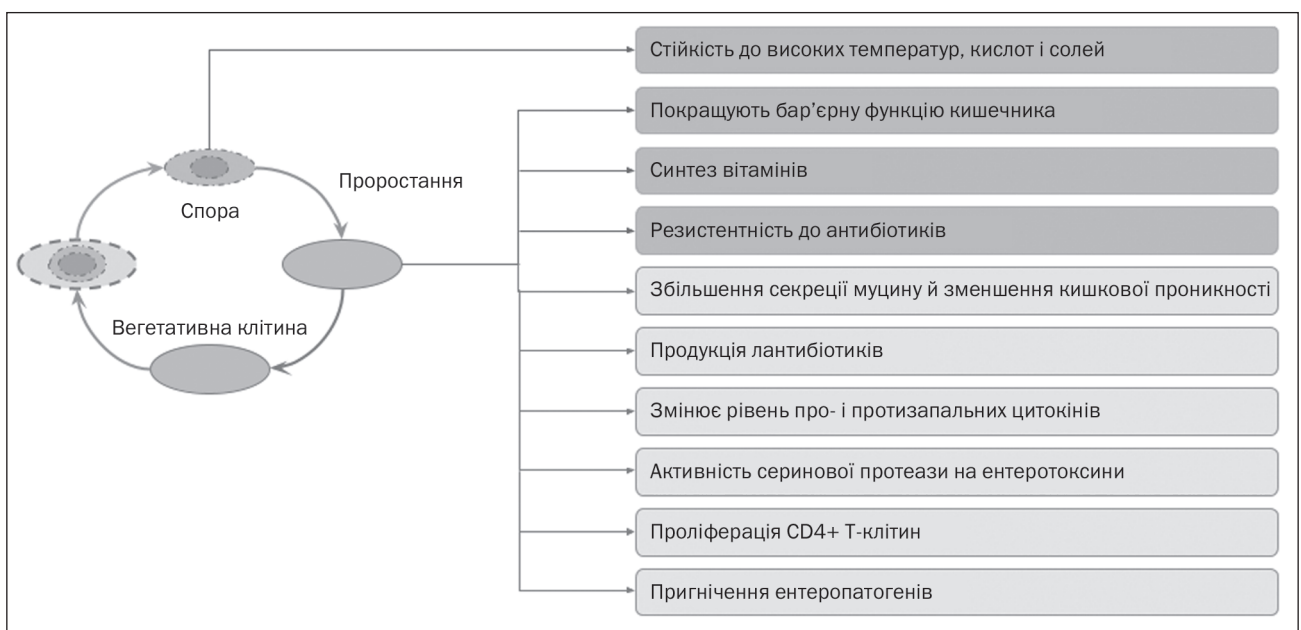 Стійкість до високих температур, кислот і солей
Покращують бар’єрну функцію кишечника
Синтез вітамінів
Резистентність до антибіотиків
Збільшення секреції муцину й зменшення кишкової проникності
Продукція лантибіотиків
Змінює рівень про- і протизапальних цитокінів
Активність серинової протеази на ентеротоксини
Проліферація CD4+ Т-клітин
Пригнічення ентеропатогенів
Проростання
Спора
Вегетативна клітина